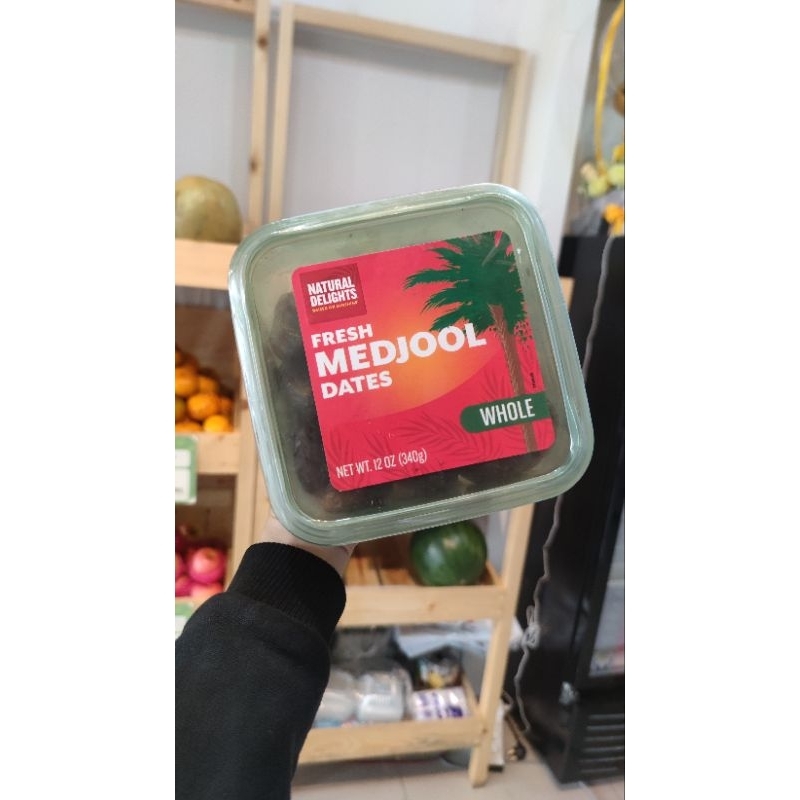 NATURAL
DELIGHTS
FRESH
MEDJOOL
DATES
WHOLE
NET WT. 12 OZ (340g)